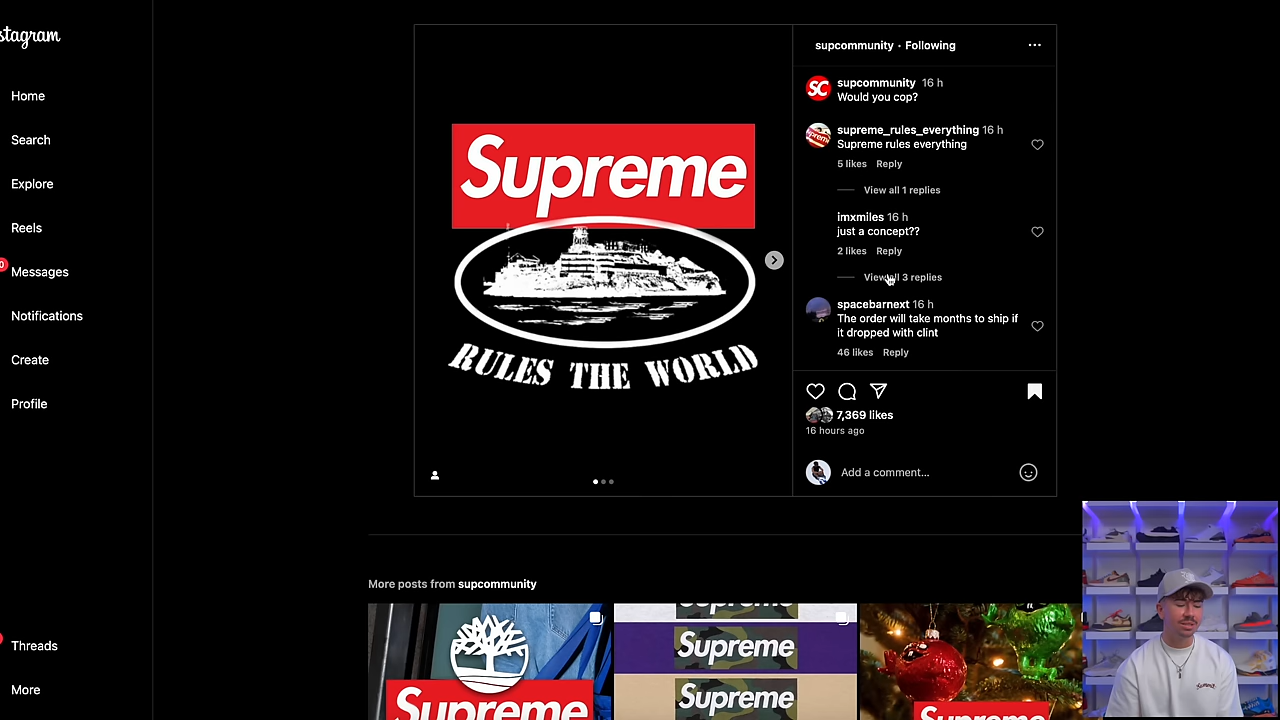 stagram
Home
Search
Explore
Reels
0
Messages
Notifications
Create
Profile
Threads
More
Supreme
RULES THE WORLD
supcommunity • Following
SC
supcommunity 16 h
Would you cop?
supreme_rules_everything 16 h
Supreme rules everything
5 likes Reply
View all 1 replies
imxmiles 16 h
just a concept??
2 likes Reply
View all 3 replies
spacebarnext 16 h
The order will take months to ship if
it dropped with clint
46 likes Reply
7,369 likes
16 hours ago
Add a comment...
More posts from supcommunity
Supreme
Supreme
Supreme
Supreme
Supreme